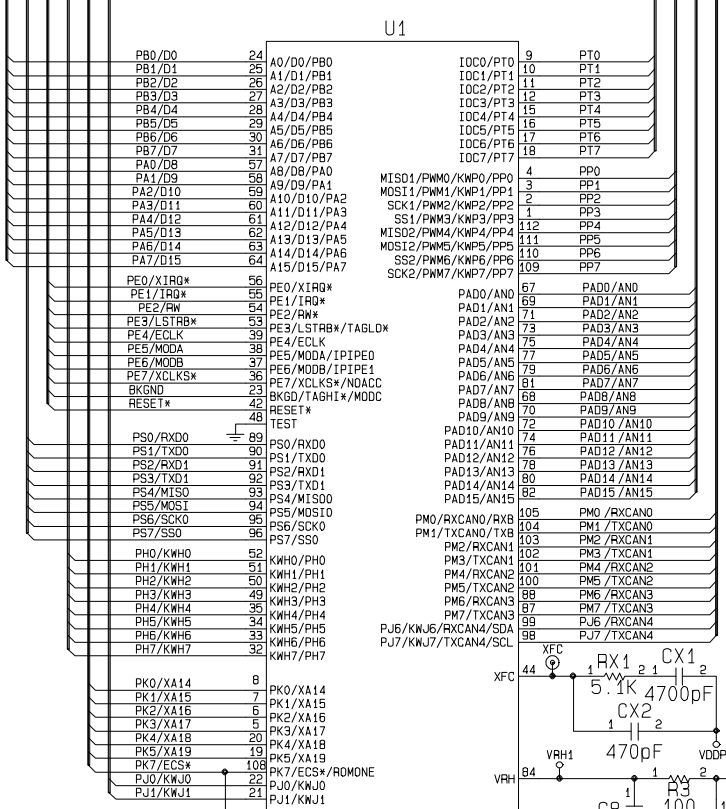 U1
PB0/D0 24 A0/D0/PB0 IOC0/PT0 9 PT0
PB1/D1 25 A1/D1/PB1 IOC1/PT1 10 PT1
PB2/D2 26 A2/D2/PB2 IOC2/PT2 11 PT2
PB3/D3 27 A3/D3/PB3 IOC3/PT3 12 PT3
PB4/D4 28 A4/D4/PB4 IOC4/PT4 15 PT4
PB5/D5 29 A5/D5/PB5 IOC5/PT5 16 PT5
PB6/D6 30 A6/D6/PB6 IOC6/PT6 17 PT6
PB7/D7 31 A7/D7/PB7 IOC7/PT7 18 PT7
PA0/D8 57 A8/D8/PA0 MISO1/PWM0/KWP0/PP0 4 PP0
PA1/D9 58 A9/D9/PA1 MOSI1/PWM1/KWP1/PP1 3 PP1
PA2/D10 59 A10/D10/PA2 SCK1/PWM2/KWP2/PP2 2 PP2
PA3/D11 60 A11/D11/PA3 SS1/PWM3/KWP3/PP3 1 PP3
PA4/D12 61 A12/D12/PA4 MISO2/PWM4/KWP4/PP4 112 PP4
PA5/D13 62 A13/D13/PA5 MOSI2/PWM5/KWP5/PP5 111 PP5
PA6/D14 63 A14/D14/PA6 SS2/PWM6/KWP6/PP6 110 PP6
PA7/D15 64 A15/D15/PA7 SCK2/PWM7/KWP7/PP7 109 PP7
PE0/XIRQ* 56 PE0/XIRQ* PAD0/AN0 67 PAD0/AN0
PE1/IRQ* 55 PE1/IRQ* PAD1/AN1 69 PAD1/AN1
PE2/RW 54 PE2/RW* PAD2/AN2 71 PAD2/AN2
PE3/LSTRB* 53 PE3/LSTRB*/TAGLD* PAD3/AN3 73 PAD3/AN3
PE4/ECLK 39 PE4/ECLK PAD4/AN4 75 PAD4/AN4
PE5/MODA 38 PE5/MODA/IPIPE0 PAD5/AN5 77 PAD5/AN5
PE6/MODB 37 PE6/MODB/IPIPE1 PAD6/AN6 79 PAD6/AN6
PE7/XCLKS* 36 PE7/XCLKS*/NOACC PAD7/AN7 81 PAD7/AN7
BKGND 23 BKGD/TAGHI*/MODC PAD8/AN8 68 PAD8/AN8
RESET* 42 RESET* PAD9/AN9 70 PAD9/AN9
48 TEST PAD10/AN10 72 PAD10/AN10
PS0/RXD0 89 PS0/RXD0 PAD11/AN11 74 PAD11/AN11
PS1/TXD0 90 PS1/TXD0 PAD12/AN12 76 PAD12/AN12
PS2/RXD1 91 PS2/RXD1 PAD13/AN13 78 PAD13/AN13
PS3/TXD1 92 PS3/TXD1 PAD14/AN14 80 PAD14/AN14
PS4/MISO 93 PS4/MISO0 PAD15/AN15 82 PAD15/AN15
PS5/MOSI 94 PS5/MOSI0 PM0/RXCAN0/RXB 105 PM0/RXCAN0
PS6/SCK0 95 PS6/SCK0 PM1/TXCAN0/TXB 104 PM1/TXCAN0
PS7/SS0 96 PS7/SS0 PM2/RXCAN1 103 PM2/RXCAN1
PH0/KWH0 52 KWH0/PH0 PM3/TXCAN1 102 PM3/TXCAN1
PH1/KWH1 51 KWH1/PH1 PM4/RXCAN2 101 PM4/RXCAN2
PH2/KWH2 50 KWH2/PH2 PM5/TXCAN2 100 PM5/TXCAN2
PH3/KWH3 49 KWH3/PH3 PM6/RXCAN3 88 PM6/RXCAN3
PH4/KWH4 35 KWH4/PH4 PM7/TXCAN3 87 PM7/TXCAN3
PH5/KWH5 34 KWH5/PH5 PJ6/KWJ6/RXCAN4/SDA 99 PJ6/RXCAN4
PH6/KWH6 33 KWH6/PH6 PJ7/KWJ7/TXCAN4/SCL 98 PJ7/TXCAN4
PH7/KWH7 32 KWH7/PH7
XFC 44 XFC 1 RX1 2 1 CX1 2
5.1K 4700pF
PK0/XA14 8 PK0/XA14
PK1/XA15 7 PK1/XA15
PK2/XA16 6 PK2/XA16 1 CX2 2
PK3/XA17 5 PK3/XA17
PK4/XA18 20 PK4/XA18 470pF
PK5/XA19 19 PK5/XA19 VRH1 VDDP
PK7/ECS* 108 PK7/ECS*/ROMONE
PJ0/KWJ0 22 PJ0/KWJ0 VRH 84 1 R3 2
PJ1/KWJ1 21 PJ1/KWJ1 1 100 1